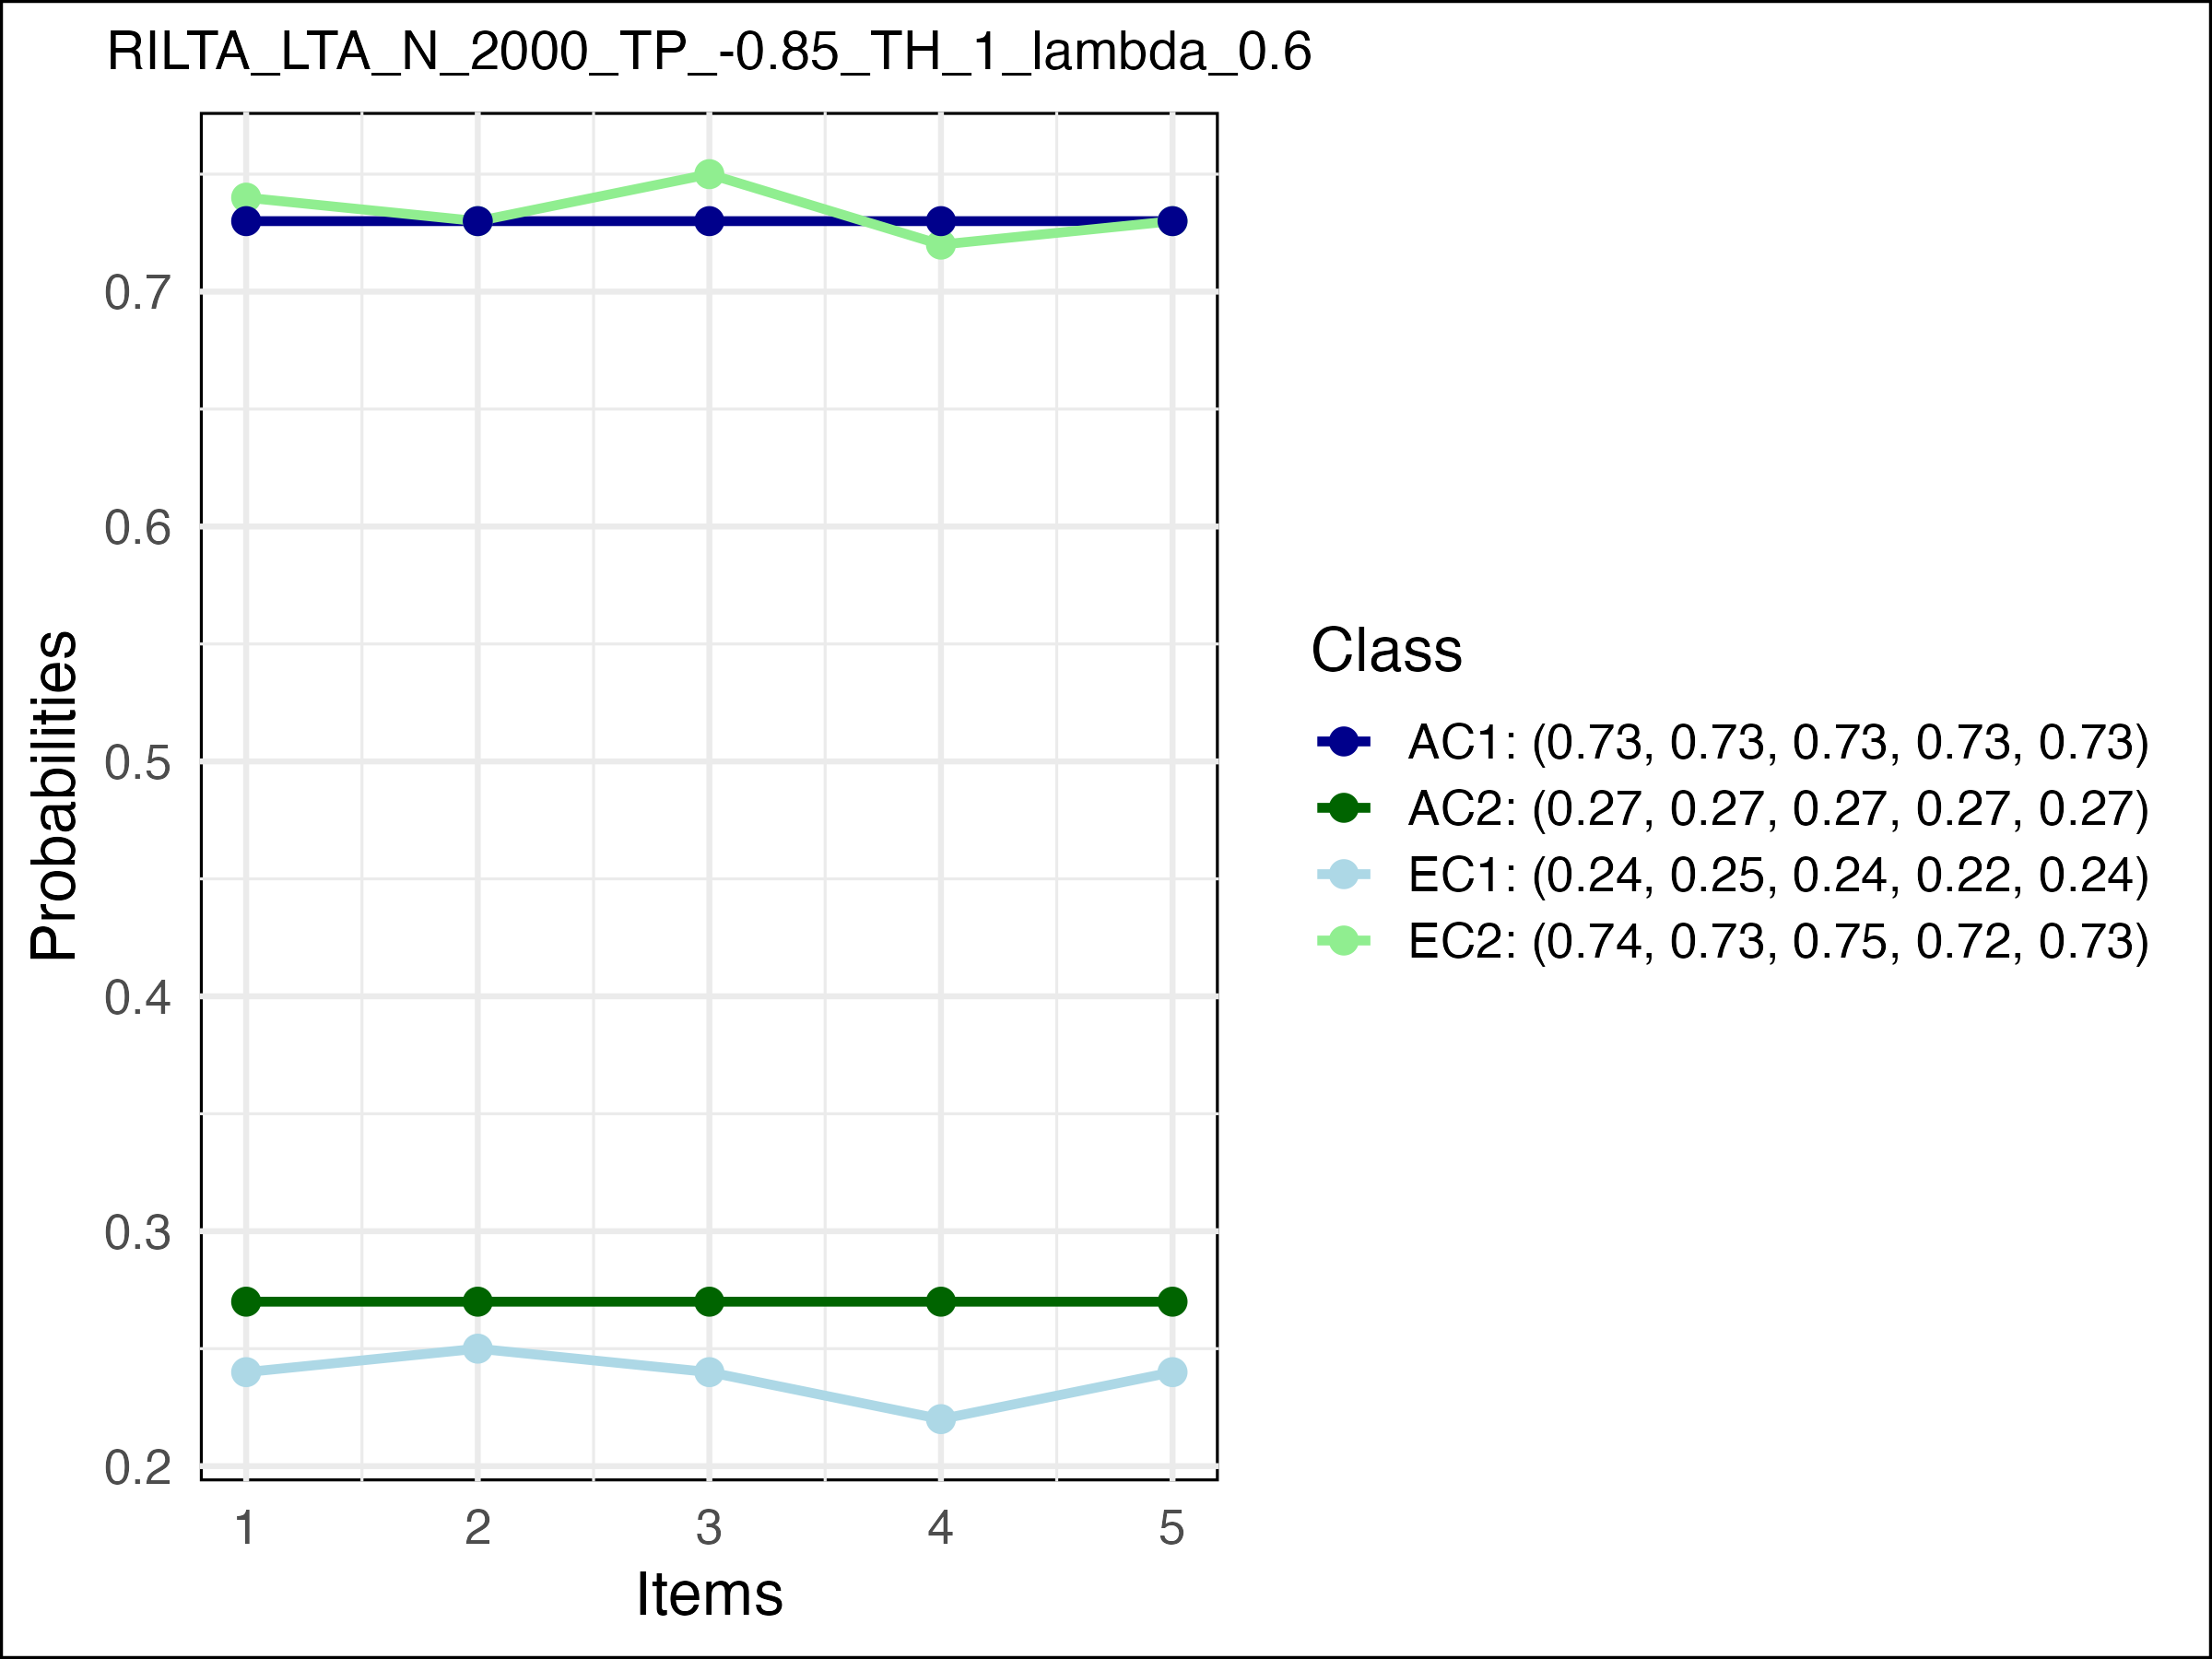 RILTA_LTA_N_2000_TP_-0.85_TH_1_lambda_0.6
Probabilities
0.7
0.6
0.5
0.4
0.3
0.2
1 2 3 4 5
Items
Class
AC1: (0.73, 0.73, 0.73, 0.73, 0.73)
AC2: (0.27, 0.27, 0.27, 0.27, 0.27)
EC1: (0.24, 0.25, 0.24, 0.22, 0.24)
EC2: (0.74, 0.73, 0.75, 0.72, 0.73)